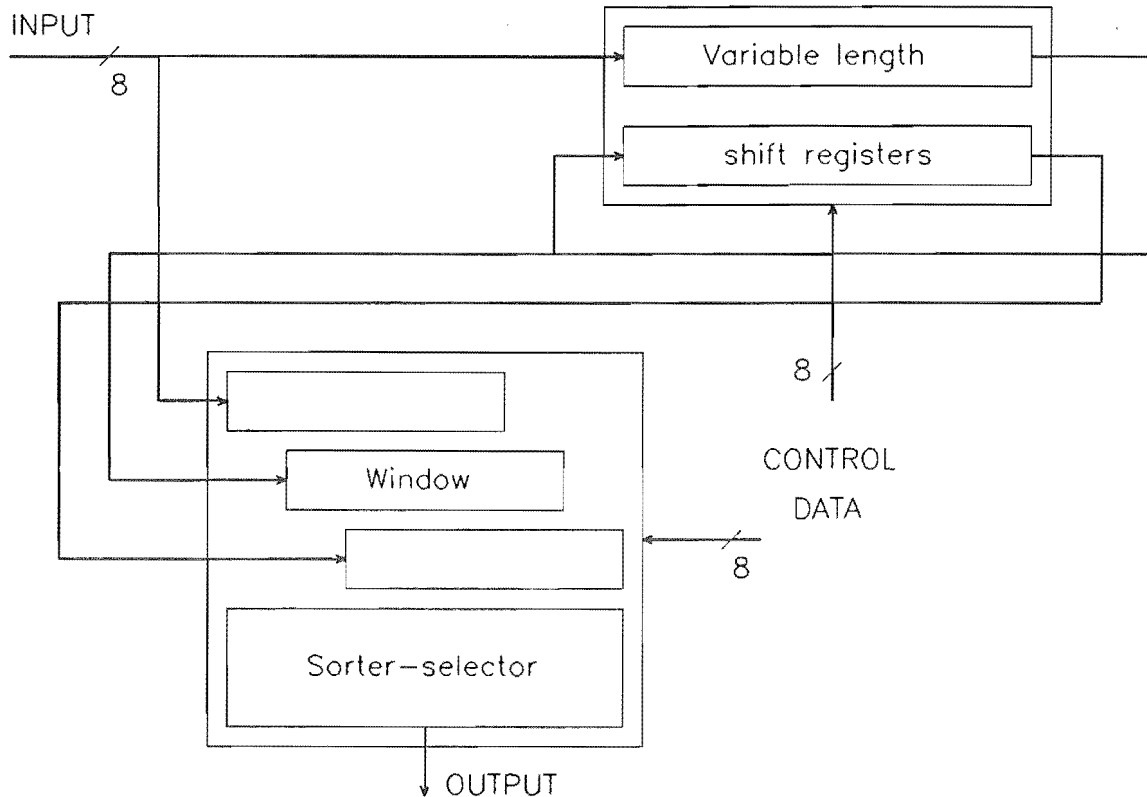 INPUT
8
Variable length
shift registers
8
Window
CONTROL
DATA
8
Sorter-selector
OUTPUT